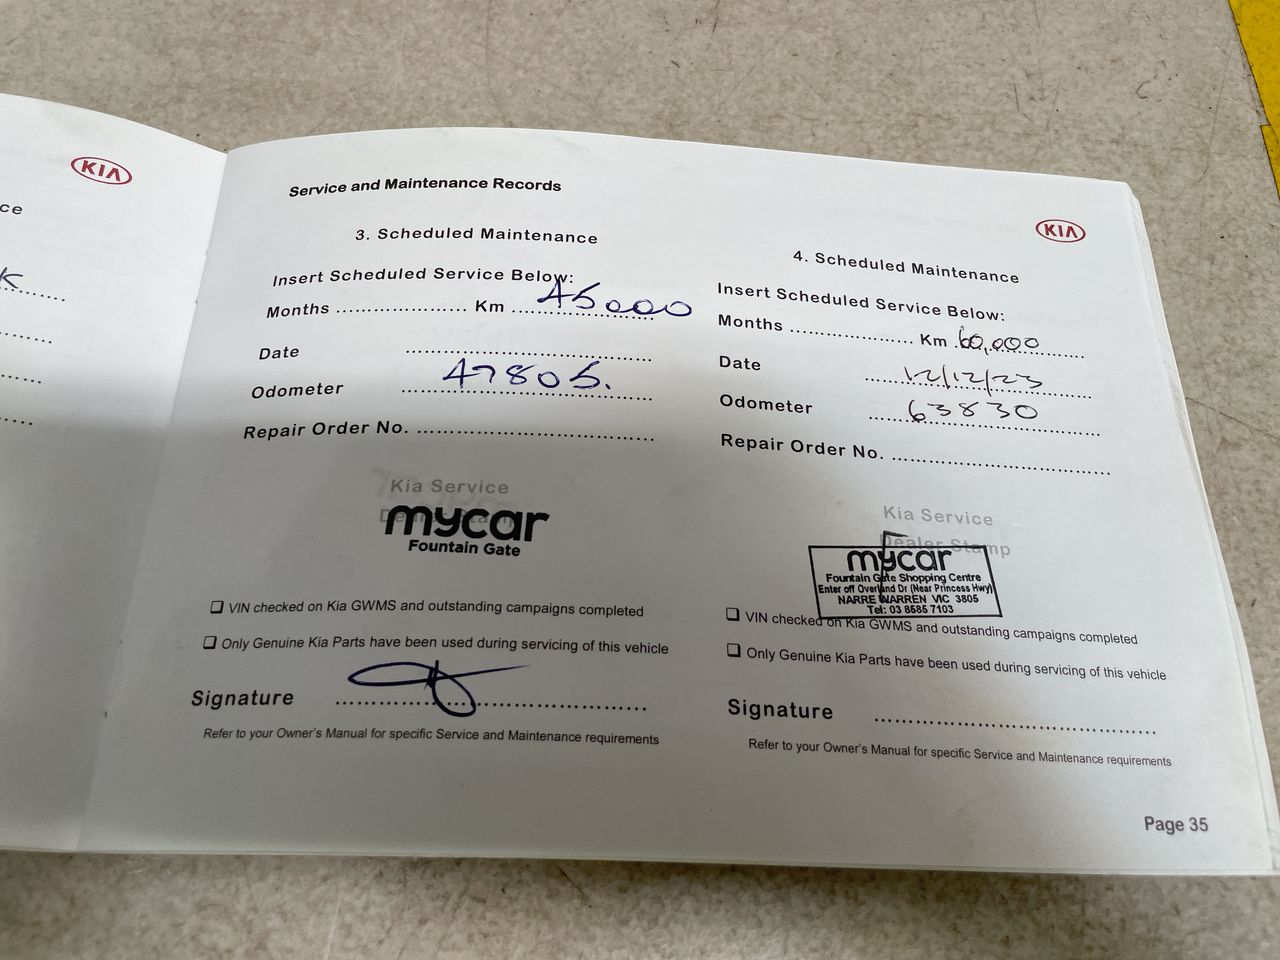 KIA
ce
K
Service and Maintenance Records
3. Scheduled Maintenance
Insert Scheduled Service Below:
Months ...................... Km 45000
Date ..........................................
Odometer 47805.
Repair Order No. ........................................
Kia Service
Dealer Stamp
mycar
Fountain Gate
❏ VIN checked on Kia GWMS and outstanding campaigns completed
❏ Only Genuine Kia Parts have been used during servicing of this vehicle
Signature ..................................................
Refer to your Owner's Manual for specific Service and Maintenance requirements
KIA
4. Scheduled Maintenance
Insert Scheduled Service Below:
Months ..................... Km 60,000
Date 12/12/23
Odometer 63830
Repair Order No. .....................................
Kia Service
Dealer Stamp
mycar
Fountain Gate Shopping Centre
Enter off Overland Dr (Near Princess Hwy)
NARRE WARREN VIC 3805
Tel: 03 8585 7103
❏ VIN checked on Kia GWMS and outstanding campaigns completed
❏ Only Genuine Kia Parts have been used during servicing of this vehicle
Signature .............................................
Refer to your Owner's Manual for specific Service and Maintenance requirements
Page 35